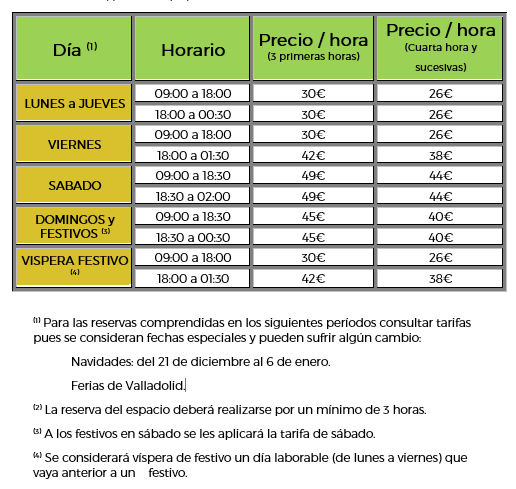 Día (1) Horario Precio / hora (3 primeras horas) Precio / hora (Cuarta hora y sucesivas)
LUNES a JUEVES 09:00 a 18:00 30€ 26€
18:00 a 00:30 30€ 26€
VIERNES 09:00 a 18:00 30€ 26€
18:00 a 01:30 42€ 38€
SABADO 09:00 a 18:30 49€ 44€
18:30 a 02:00 49€ 44€
DOMINGOS y FESTIVOS (3) 09:00 a 18:30 45€ 40€
18:30 a 00:30 45€ 40€
VISPERA FESTIVO (4) 09:00 a 18:00 30€ 26€
18:00 a 01:30 42€ 38€
(1) Para las reservas comprendidas en los siguientes períodos consultar tarifas
pues se consideran fechas especiales y pueden sufrir algún cambio:
Navidades: del 21 de diciembre al 6 de enero.
Ferias de Valladolid.
(2) La reserva del espacio deberá realizarse por un mínimo de 3 horas.
(3) A los festivos en sábado se les aplicará la tarifa de sábado.
(4) Se considerará víspera de festivo un día laborable (de lunes a viernes) que
vaya anterior a un festivo.